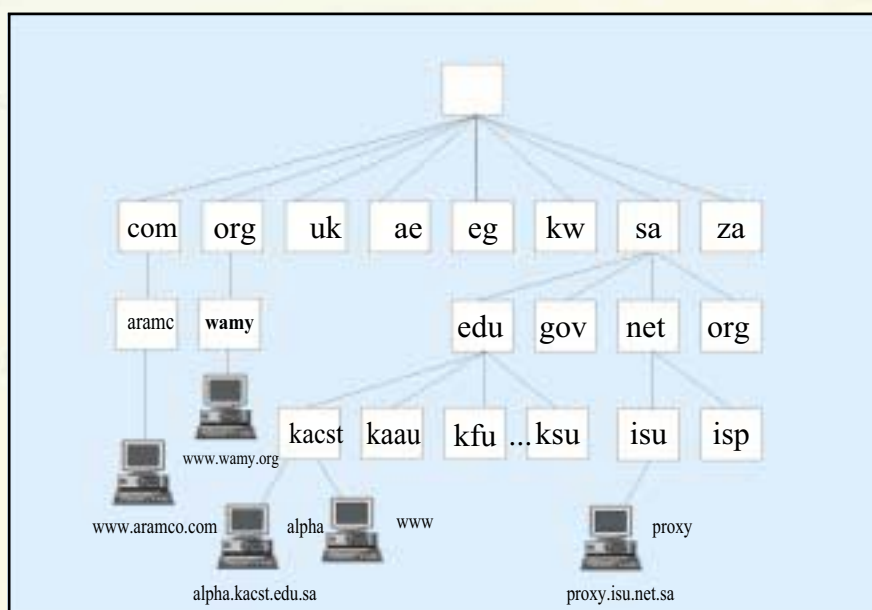 com org uk ae eg kw sa za
aramc wamy edu gov net org
kacst kaau kfu ... ksu isu isp
www.wamy.org
www.aramco.com alpha www proxy
alpha.kacst.edu.sa proxy.isu.net.sa